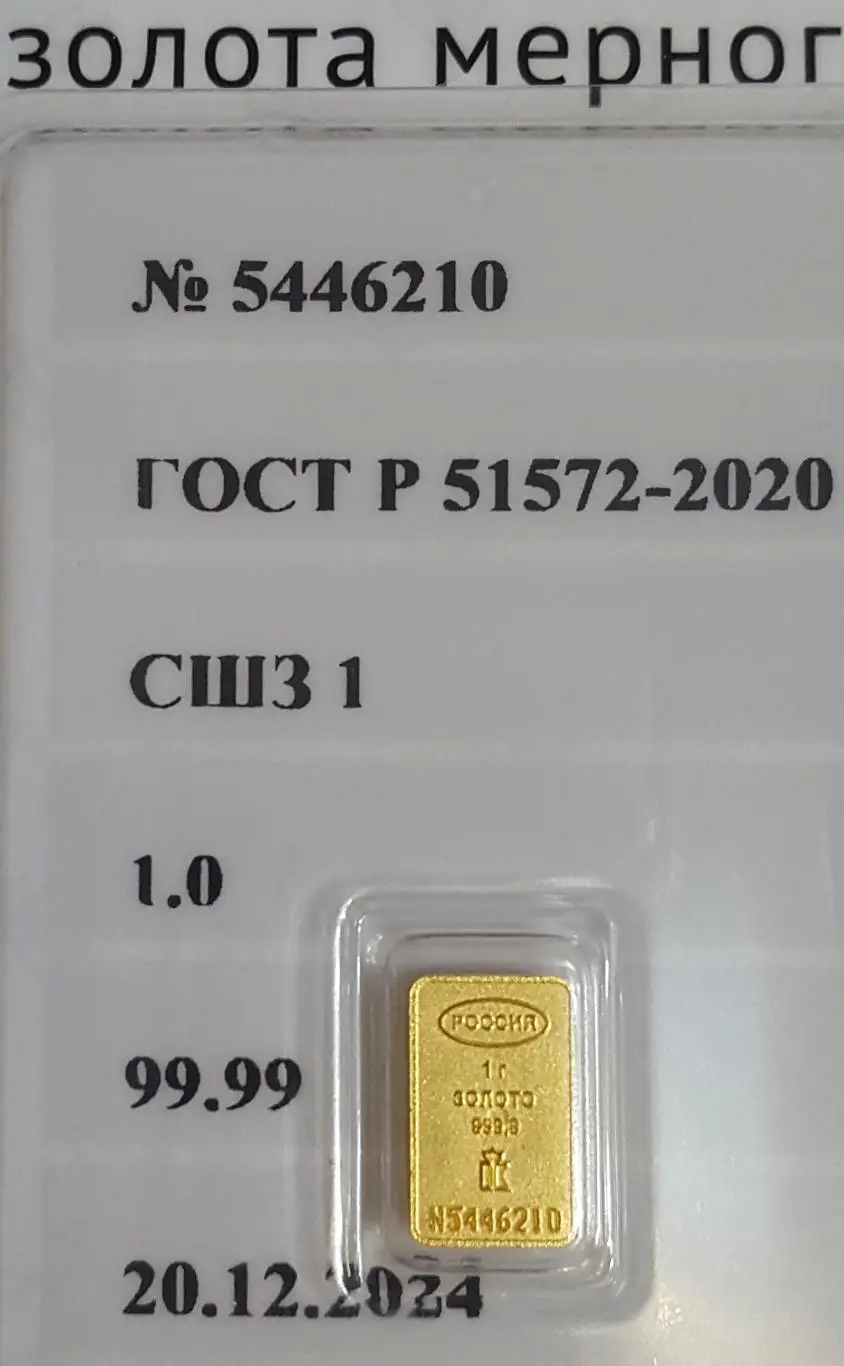 золота мерног
№ 5446210
ГОСТ Р 51572-2020
СШЗ 1
1.0
99.99
РОССИЯ
1 г
ЗОЛОТО
999,9
N5446210
20.12.2024